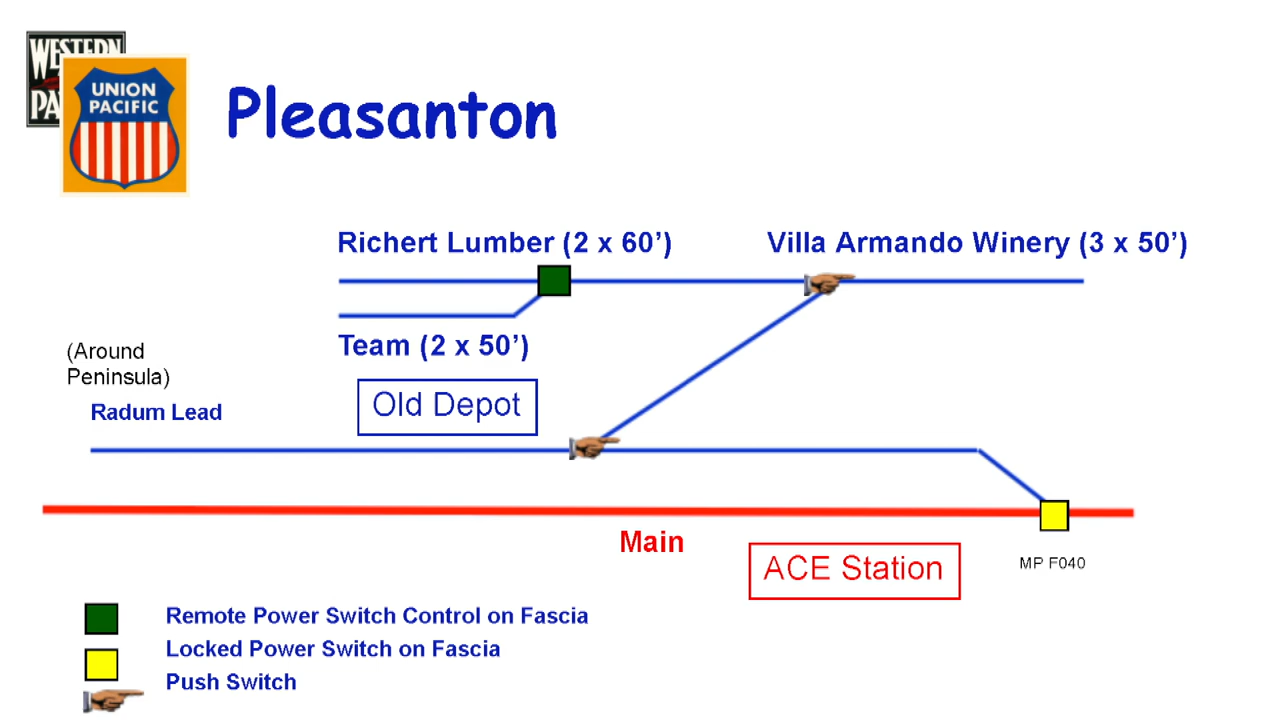 WESTERN
PA
UNION
PACIFIC
Pleasanton
Richert Lumber (2 x 60’)
Villa Armando Winery (3 x 50’)
Team (2 x 50’)
(Around
Peninsula)
Radum Lead
Old Depot
Main
ACE Station
MP F040
Remote Power Switch Control on Fascia
Locked Power Switch on Fascia
Push Switch